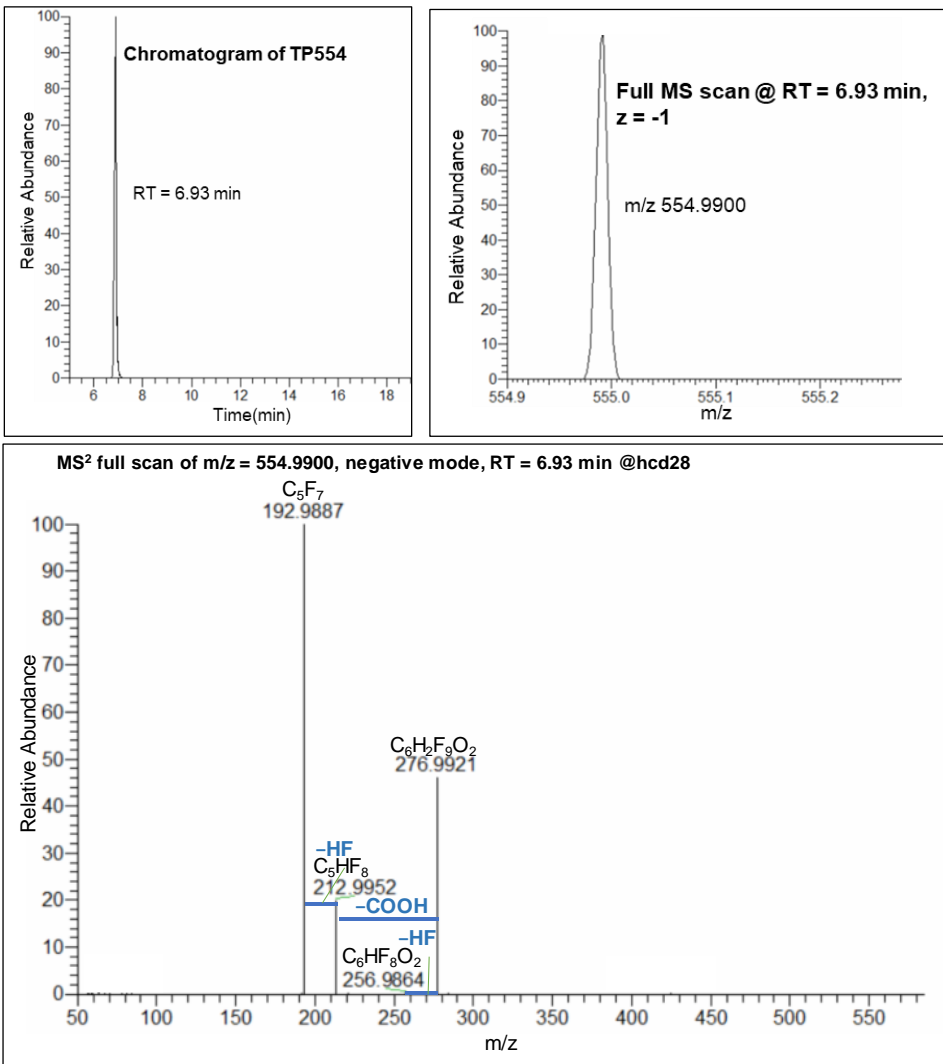 Chromatogram of TP554
RT = 6.93 min
Relative Abundance
100
90
80
70
60
50
40
30
20
10
0
6 8 10 12 14 16 18
Time(min)
Full MS scan @ RT = 6.93 min,
z = -1
m/z 554.9900
Relative Abundance
100
90
80
70
60
50
40
30
20
10
0
554.9 555.0 555.1 555.2
m/z
MS² full scan of m/z = 554.9900, negative mode, RT = 6.93 min @hcd28
C₅F₇
192.9887
C₆H₂F₉O₂
276.9921
–HF
C₅HF₈
212.9952
–COOH
–HF
C₆HF₈O₂
256.9864
Relative Abundance
100
90
80
70
60
50
40
30
20
10
0
50 100 150 200 250 300 350 400 450 500 550
m/z